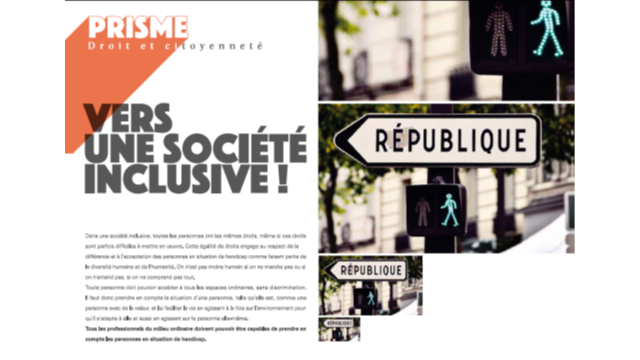 PRISME
Droit et citoyenneté
VERS
UNE SOCIÉTÉ
INCLUSIVE !
Dans une société inclusive, toutes les personnes ont les mêmes droits, même si ces droits
sont parfois difficiles à mettre en œuvre. Cette égalité de droits engage au respect de la
différence et à l'acceptation des personnes en situation de handicap comme faisant partie de
la diversité humaine et de l'humanité. On n'est pas moins humain si on ne marche pas ou si
on n'entend pas, si on ne comprend pas tout.
Toute personne doit pouvoir accéder à tous les espaces ordinaires, sans discrimination.
Il faut donc prendre en compte la situation d'une personne, telle qu'elle est, comme une
personne avec de la valeur, et lui faciliter la vie en agissant à la fois sur l'environnement pour
qu'il s'adapte à elle et aussi en agissant sur la personne elle-même.
Tous les professionnels du milieu ordinaire doivent pouvoir être capables de prendre en
compte les personnes en situation de handicap,
RÉPUBLIQUE
RÉPUBLIQUE
RÉPUBLIQUE